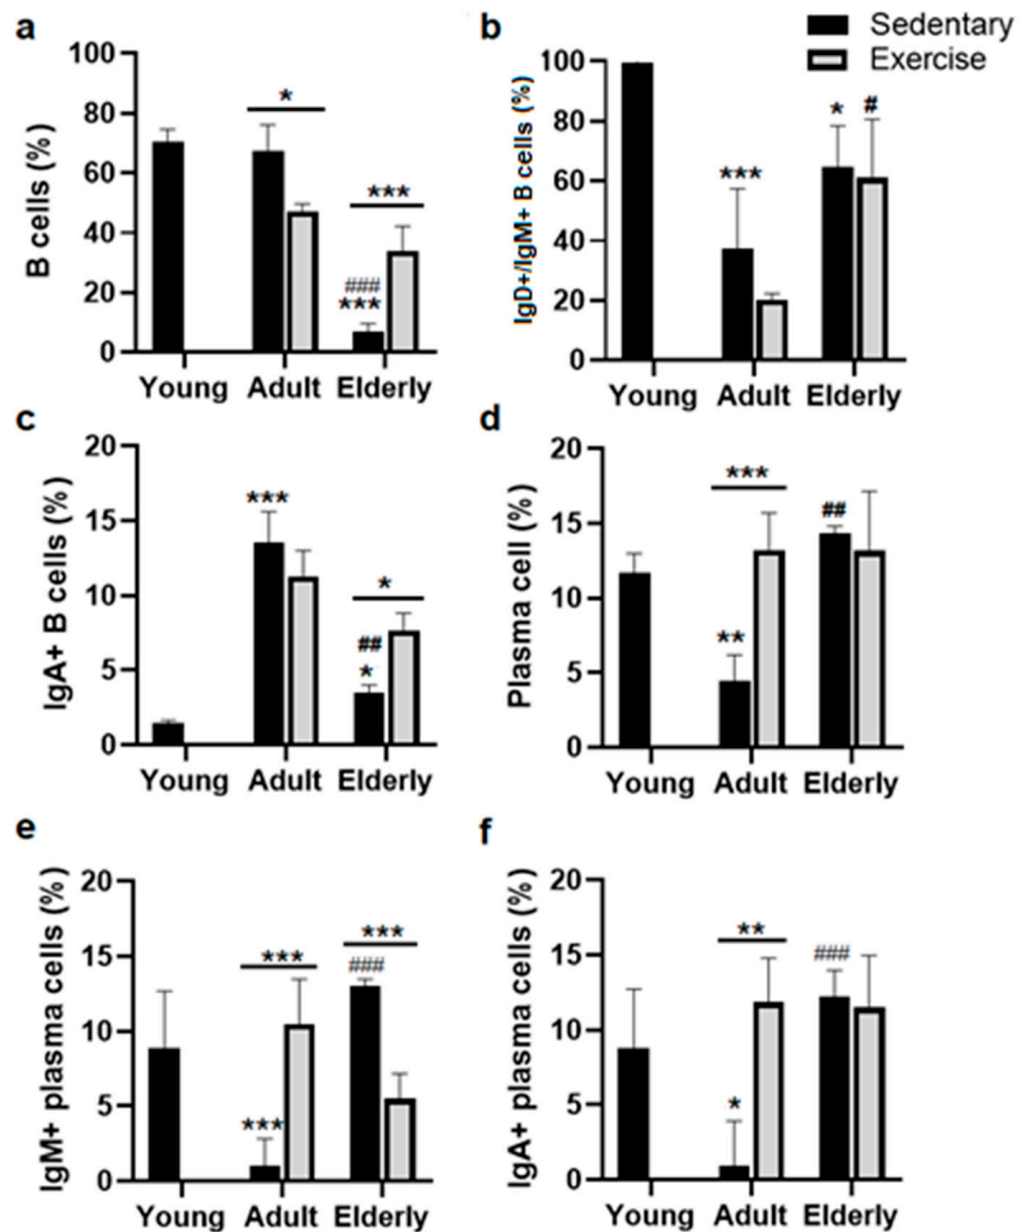 a
b
Sedentary
Exercise
B cells (%)
100
80
60
40
20
0
*
***
###
***
Young Adult Elderly
IgD+/IgM+ B cells (%)
100
80
60
40
20
0
***
*
#
Young Adult Elderly
c
d
IgA+ B cells (%)
20
15
10
5
0
***
*
##
*
Young Adult Elderly
Plasma cell (%)
20
15
10
5
0
***
**
##
Young Adult Elderly
e
f
IgM+ plasma cells (%)
20
15
10
5
0
***
***
***
###
Young Adult Elderly
IgA+ plasma cells (%)
20
15
10
5
0
**
*
###
Young Adult Elderly